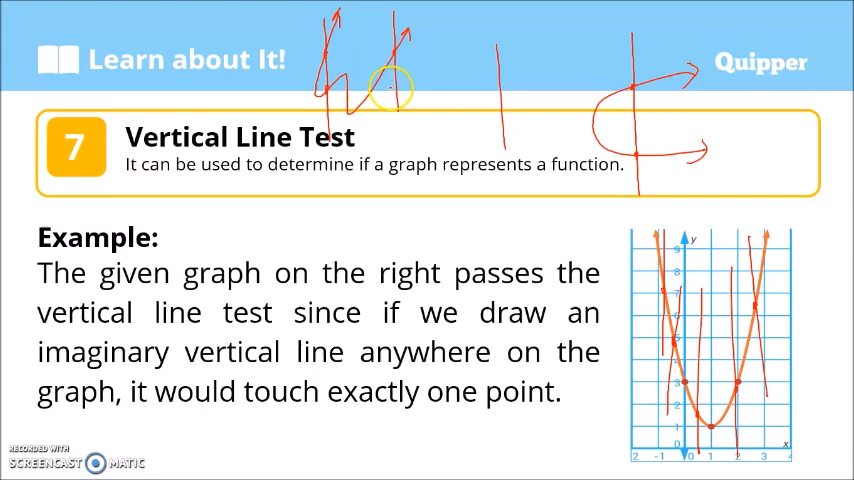 Learn about It!
Quipper
7
Vertical Line Test
It can be used to determine if a graph represents a function.
Example:
The given graph on the right passes the
vertical line test since if we draw an
imaginary vertical line anywhere on the
graph, it would touch exactly one point.
y
9
8
7
6
5
4
3
2
1
0
x
2 -1 0 1 2 3 4
RECORDED WITH
SCREENCAST MATIC